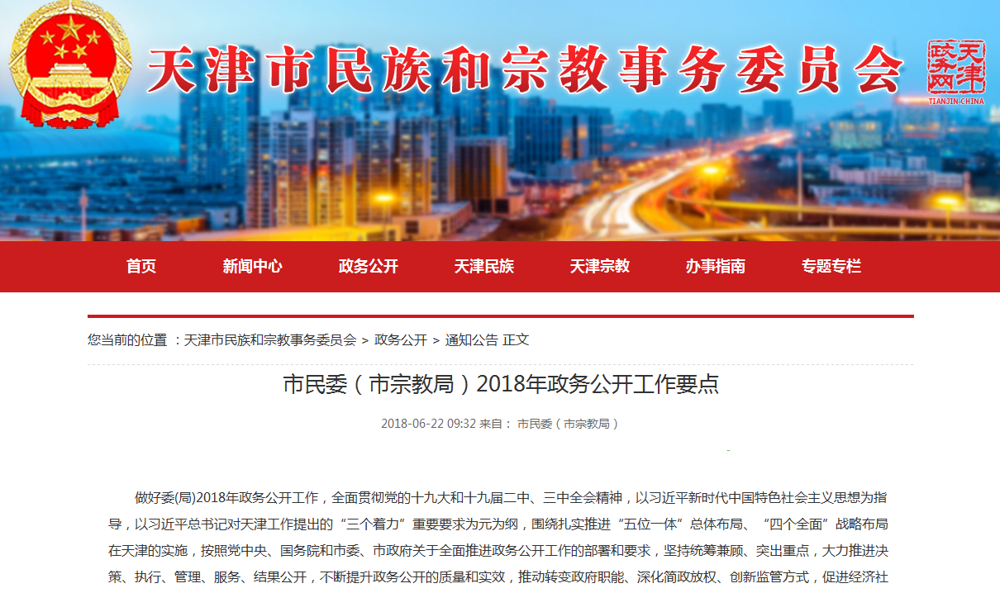 天津市民族和宗教事务委员会
天津
政务网
TIANJIN-CHINA
首页 新闻中心 政务公开 天津民族 天津宗教 办事指南 专题专栏
您当前的位置 ：天津市民族和宗教事务委员会 > 政务公开 > 通知公告 正文
市民委（市宗教局）2018年政务公开工作要点
2018-06-22 09:32 来自： 市民委（市宗教局）
-
做好委(局)2018年政务公开工作，全面贯彻党的十九大和十九届二中、三中全会精神，以习近平新时代中国特色社会主义思想为指
导，以习近平总书记对天津工作提出的“三个着力”重要要求为元为纲，围绕扎实推进“五位一体”总体布局、“四个全面”战略布局
在天津的实施，按照党中央、国务院和市委、市政府关于全面推进政务公开工作的部署和要求，坚持统筹兼顾、突出重点，大力推进决
策、执行、管理、服务、结果公开，不断提升政务公开的质量和实效，推动转变政府职能、深化简政放权、创新监管方式，促进经济社